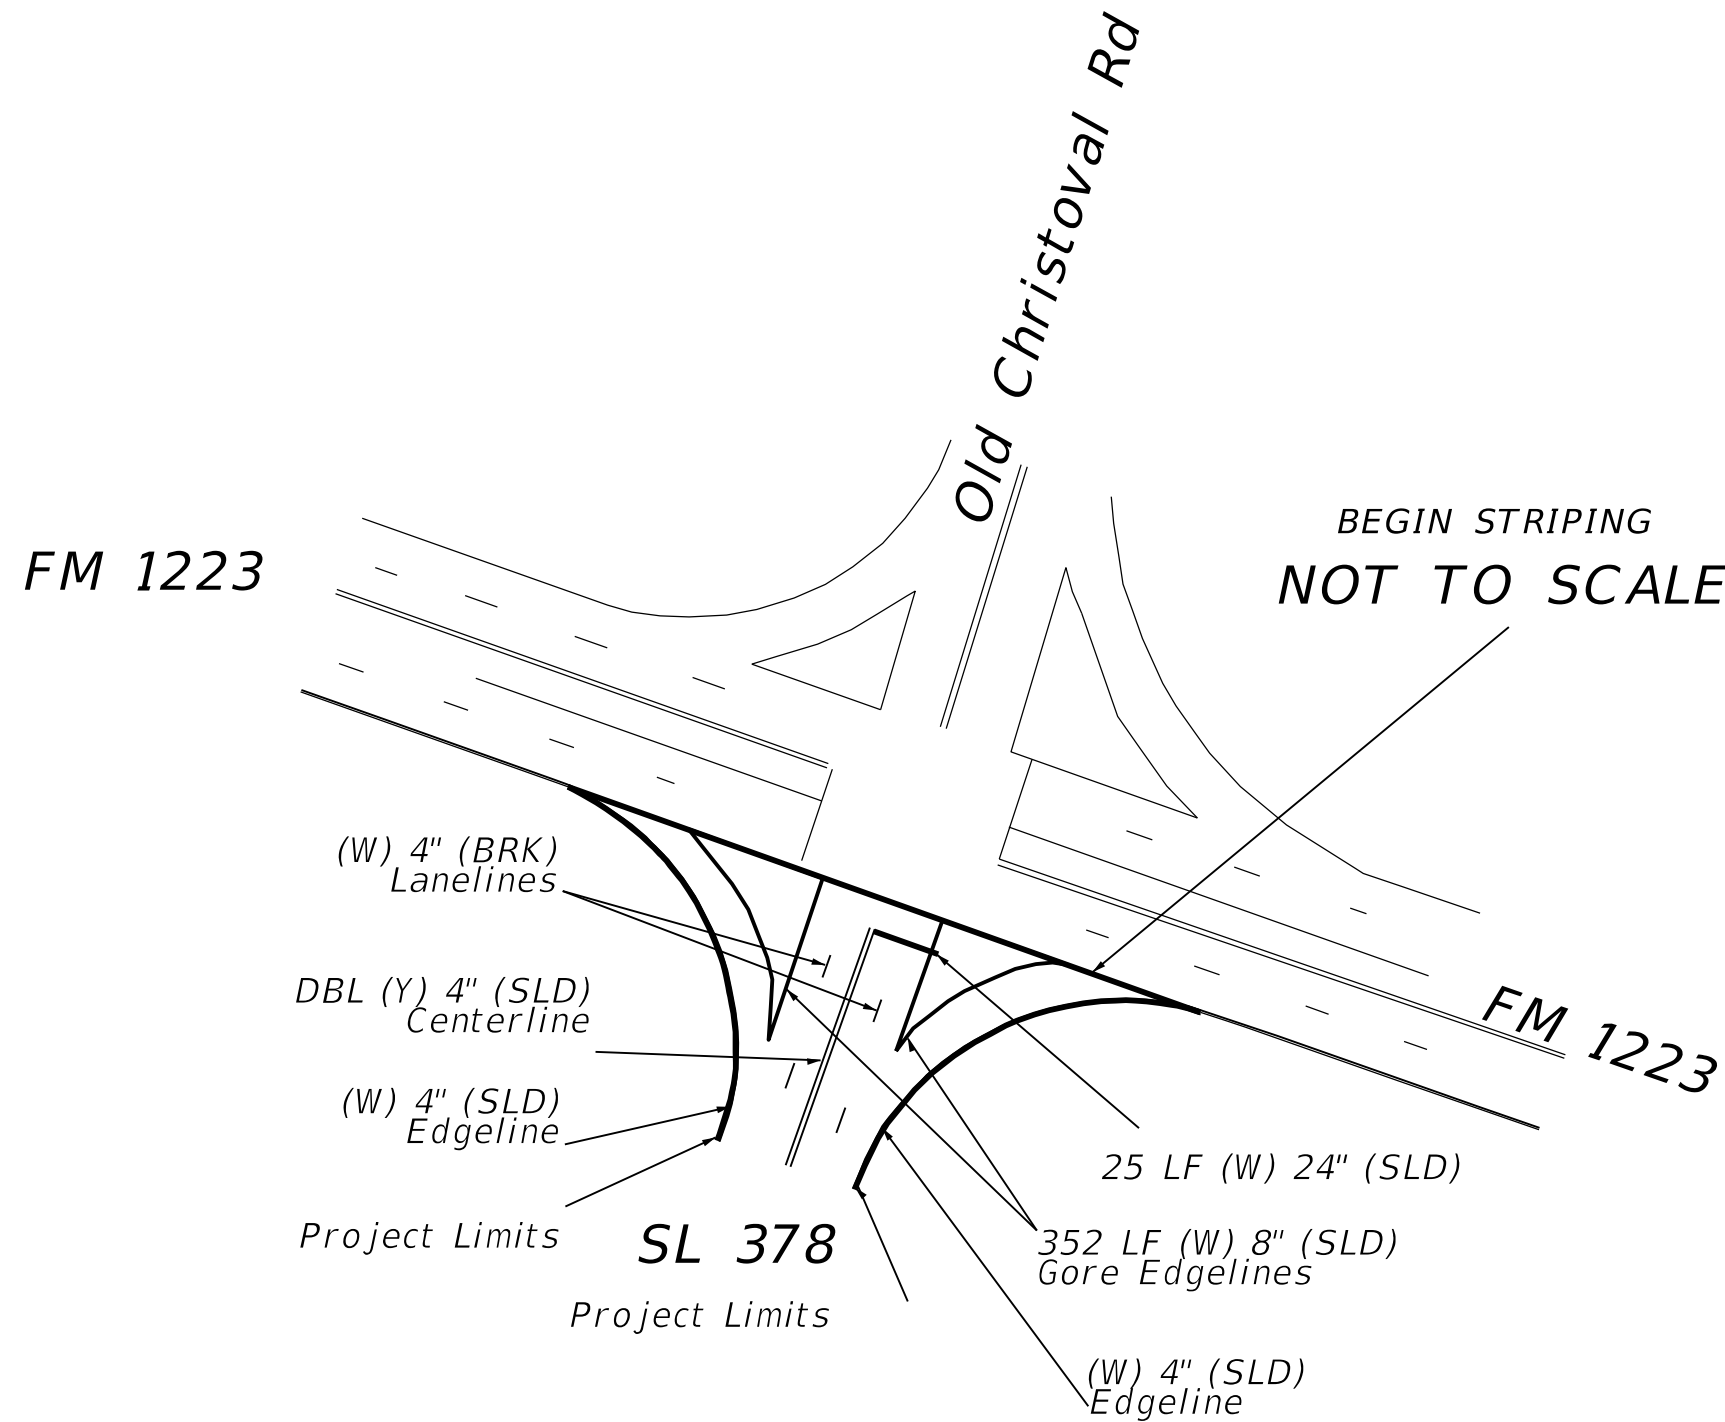 Old Christoval Rd
BEGIN STRIPING
FM 1223
NOT TO SCALE
(W) 4" (BRK)
Lanelines
DBL (Y) 4" (SLD)
Centerline
FM 1223
(W) 4" (SLD)
Edgeline
25 LF (W) 24" (SLD)
Project Limits
SL 378
352 LF (W) 8" (SLD)
Gore Edgelines
Project Limits
(W) 4" (SLD)
Edgeline